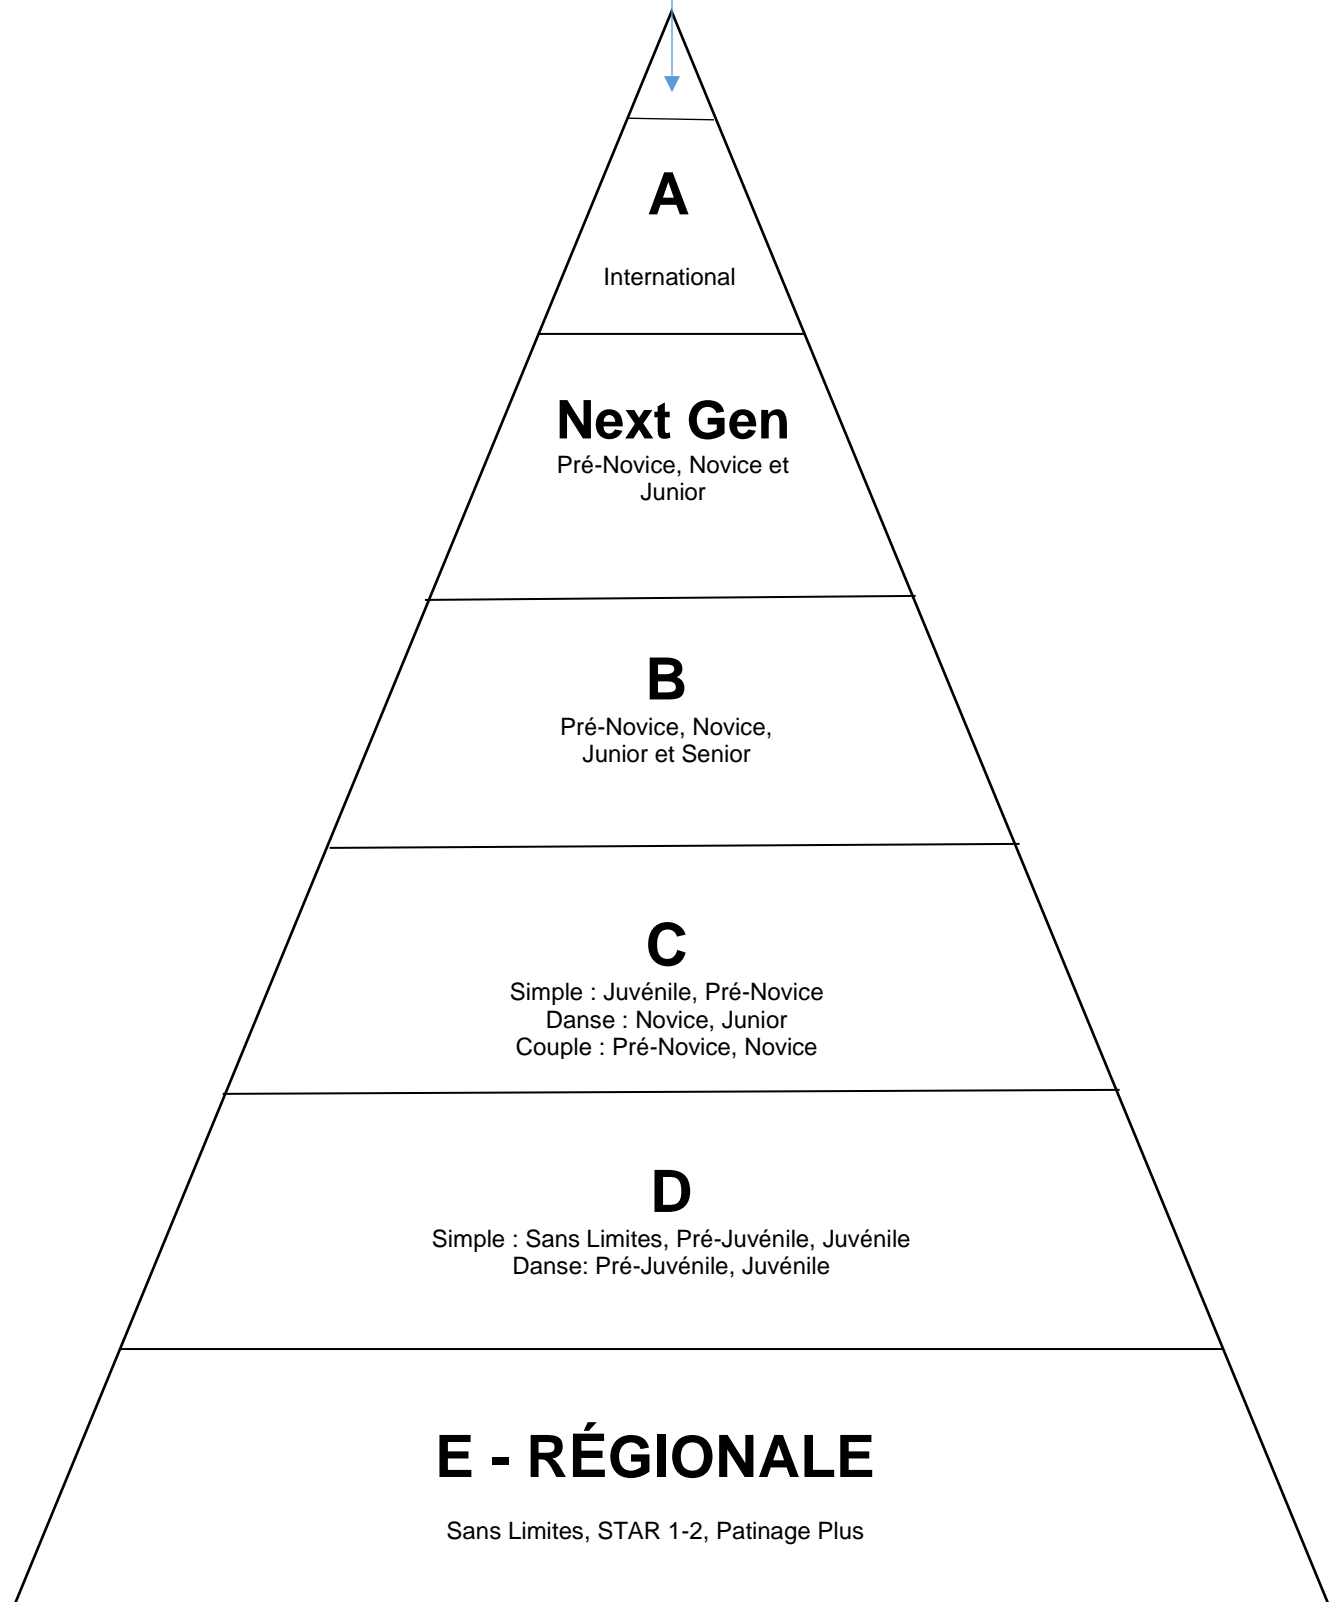 A
International
Next Gen
Pré-Novice, Novice et
Junior
B
Pré-Novice, Novice,
Junior et Senior
C
Simple : Juvénile, Pré-Novice
Danse : Novice, Junior
Couple : Pré-Novice, Novice
D
Simple : Sans Limites, Pré-Juvénile, Juvénile
Danse: Pré-Juvénile, Juvénile
E - RÉGIONALE
Sans Limites, STAR 1-2, Patinage Plus